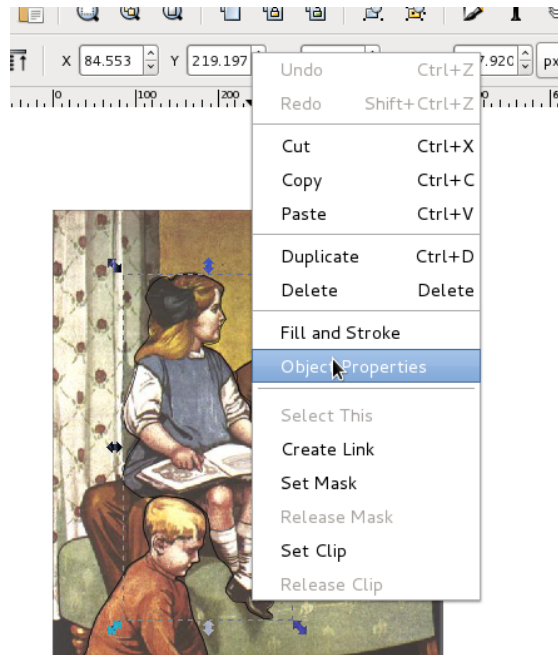 X 84.553 Y 219.197 7.920 px
0 100 200
Undo Ctrl+Z
Redo Shift+Ctrl+Z
Cut Ctrl+X
Copy Ctrl+C
Paste Ctrl+V
Duplicate Ctrl+D
Delete Delete
Fill and Stroke
Object Properties
Select This
Create Link
Set Mask
Release Mask
Set Clip
Release Clip